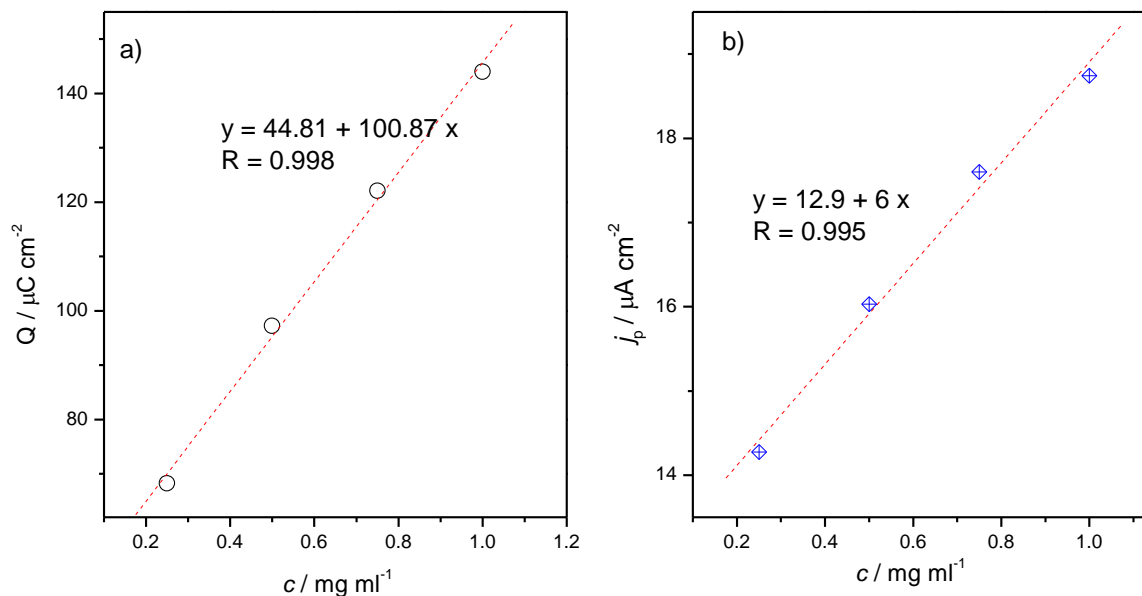 a)
y = 44.81 + 100.87 x
R = 0.998
Q / μC cm⁻²
140
120
100
80
0.2 0.4 0.6 0.8 1.0 1.2
c / mg ml⁻¹
b)
y = 12.9 + 6 x
R = 0.995
jₚ / μA cm⁻²
18
16
14
0.2 0.4 0.6 0.8 1.0
c / mg ml⁻¹